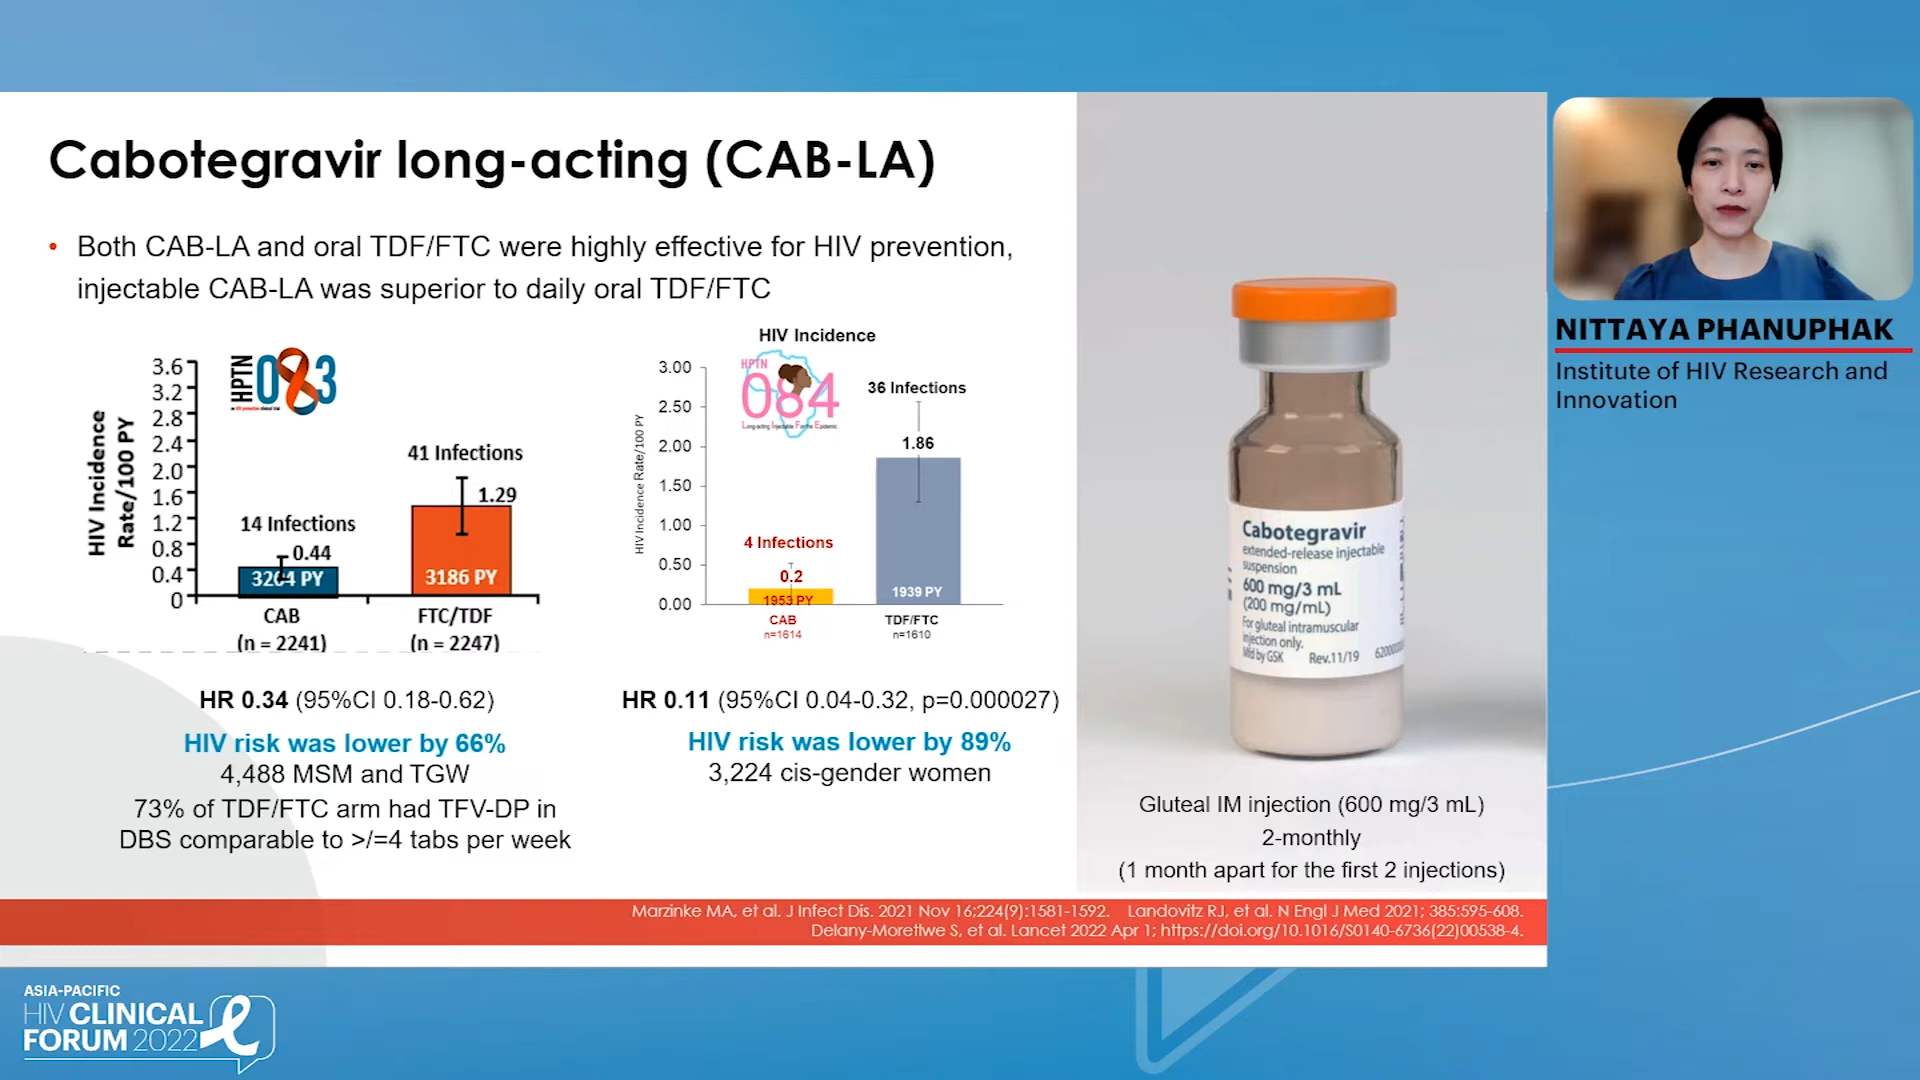 Cabotegravir long-acting (CAB-LA)
• Both CAB-LA and oral TDF/FTC were highly effective for HIV prevention,
injectable CAB-LA was superior to daily oral TDF/FTC
HPTN
083
HIV Incidence
Rate/100 PY
3.6
3.2
2.8
2.4
2.0
1.6
1.2
0.8
0.4
0
14 Infections
0.44
3204 PY
CAB
(n = 2241)
41 Infections
1.29
3186 PY
FTC/TDF
(n = 2247)
HR 0.34 (95%CI 0.18-0.62)
HIV risk was lower by 66%
4,488 MSM and TGW
73% of TDF/FTC arm had TFV-DP in
DBS comparable to >/=4 tabs per week
HIV Incidence
HPTN
084
Long-acting Injectable For the Epidemic
HIV Incidence Rate/100 PY
3.00
2.50
2.00
1.50
1.00
0.50
0.00
4 Infections
0.2
1953 PY
CAB
n=1614
36 Infections
1.86
1939 PY
TDF/FTC
n=1610
HR 0.11 (95%CI 0.04-0.32, p=0.000027)
HIV risk was lower by 89%
3,224 cis-gender women
Cabotegravir
extended-release injectable
suspension
600 mg/3 mL
(200 mg/mL)
For gluteal intramuscular
injection only.
Mfd by GSK Rev.11/19
Gluteal IM injection (600 mg/3 mL)
2-monthly
(1 month apart for the first 2 injections)
Marzinke MA, et al. J Infect Dis. 2021 Nov 16;224(9):1581-1592. Landovitz RJ, et al. N Engl J Med 2021; 385:595-608.
Delany-Moretlwe S, et al. Lancet 2022 Apr 1; https://doi.org/10.1016/S0140-6736(22)00538-4.
NITTAYA PHANUPHAK
Institute of HIV Research and
Innovation
ASIA-PACIFIC
HIV CLINICAL
FORUM 2022